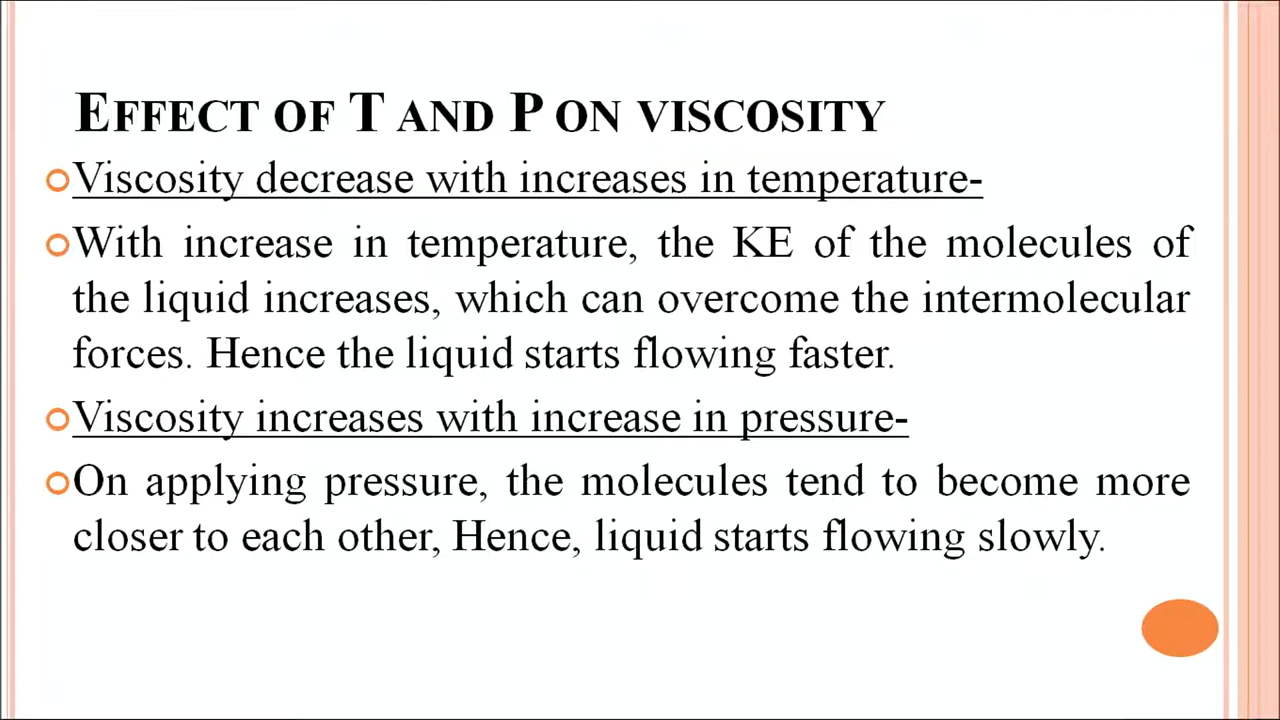 EFFECT OF T AND P ON VISCOSITY
Viscosity decrease with increases in temperature-
With increase in temperature, the KE of the molecules of
the liquid increases, which can overcome the intermolecular
forces. Hence the liquid starts flowing faster.
Viscosity increases with increase in pressure-
On applying pressure, the molecules tend to become more
closer to each other, Hence, liquid starts flowing slowly.